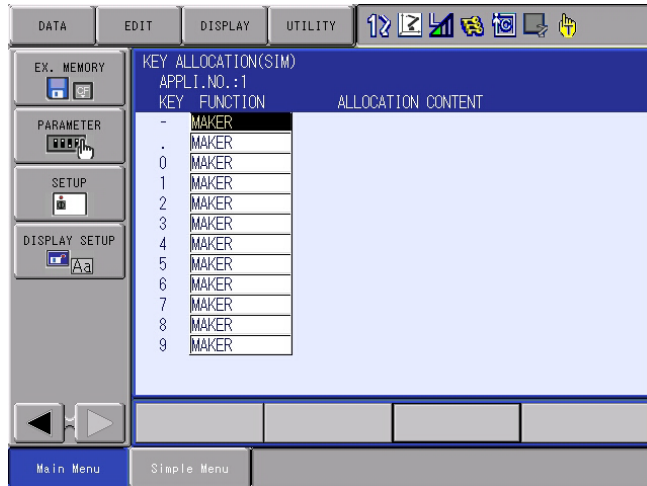 DATA EDIT DISPLAY UTILITY
EX. MEMORY
CF
PARAMETER
SETUP
DISPLAY SETUP
Aa
KEY ALLOCATION(SIM)
APPLI.NO.:1
KEY FUNCTION ALLOCATION CONTENT
- MAKER
. MAKER
0 MAKER
1 MAKER
2 MAKER
3 MAKER
4 MAKER
5 MAKER
6 MAKER
7 MAKER
8 MAKER
9 MAKER
Main Menu Simple Menu